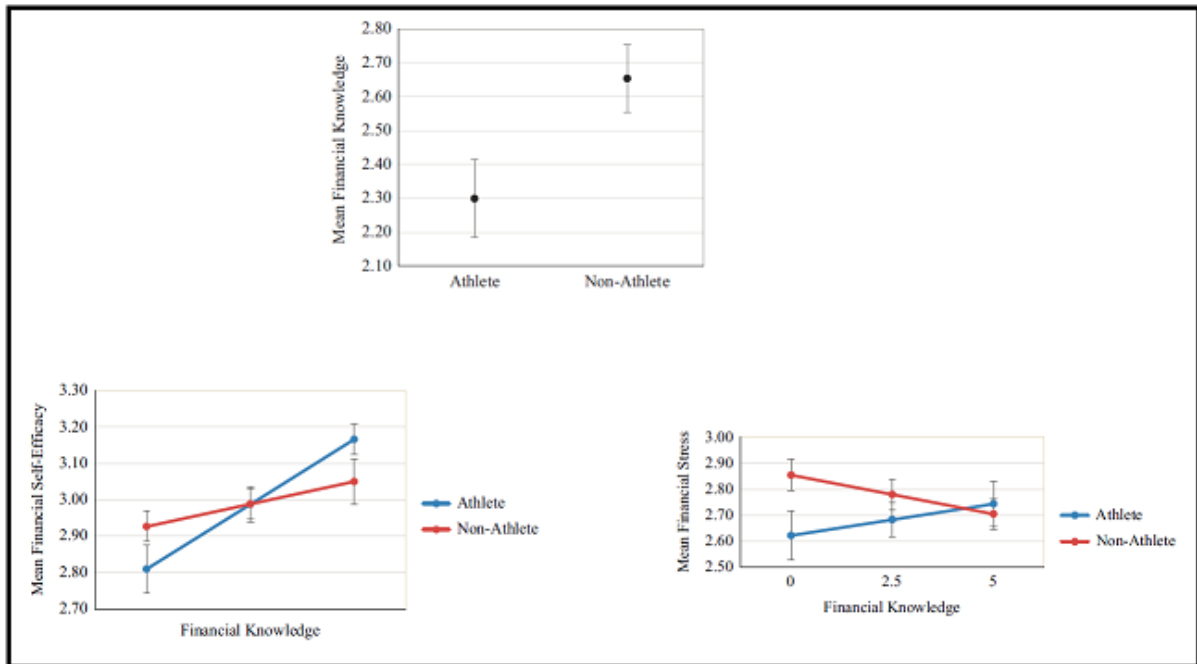 Mean Financial Knowledge
2.80
2.70
2.60
2.50
2.40
2.30
2.20
2.10
Athlete Non-Athlete
Mean Financial Self-Efficacy
3.30
3.20
3.10
3.00
2.90
2.80
2.70
Financial Knowledge
Athlete
Non-Athlete
Mean Financial Stress
3.00
2.90
2.80
2.70
2.60
2.50
0 2.5 5
Financial Knowledge
Athlete
Non-Athlete